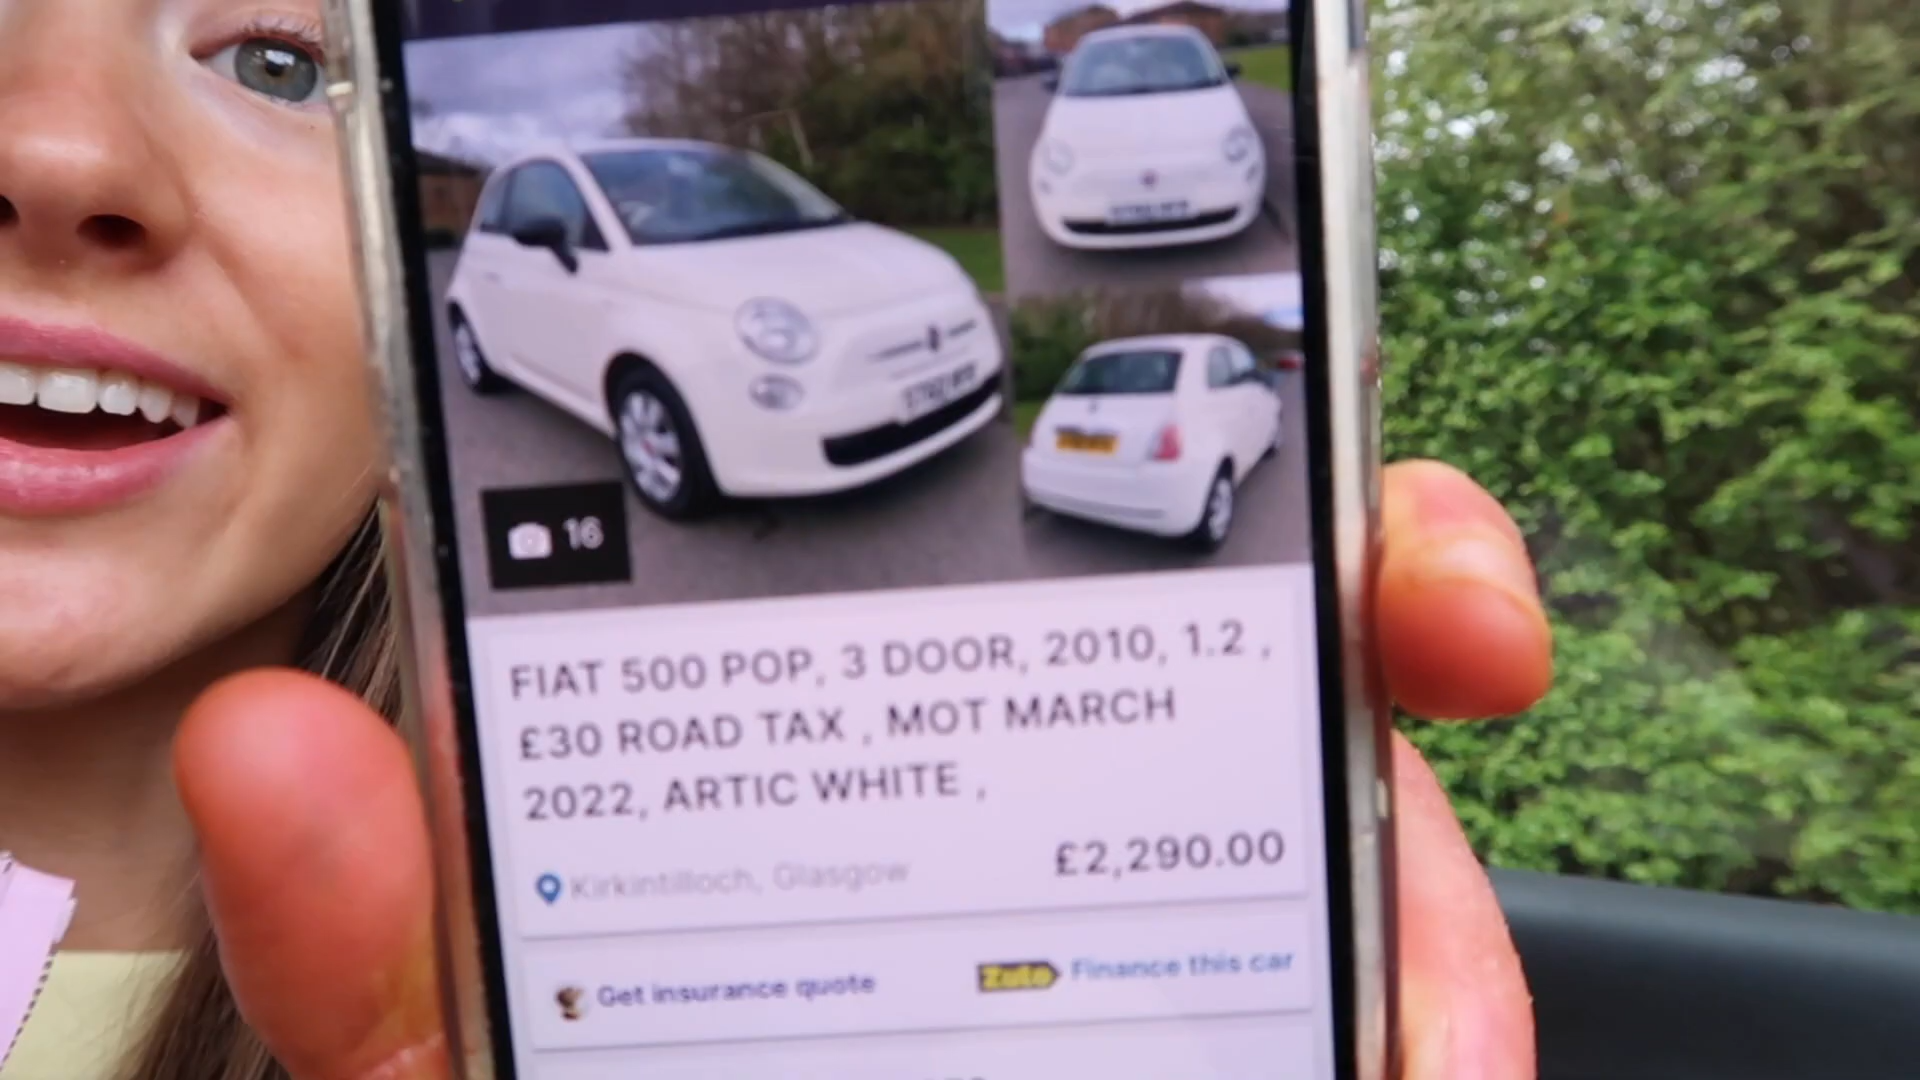 16
FIAT 500 POP, 3 DOOR, 2010, 1.2 ,
£30 ROAD TAX , MOT MARCH
2022, ARTIC WHITE ,
£2,290.00
Kirkintilloch, Glasgow
Get insurance quote
Zuto Finance this car